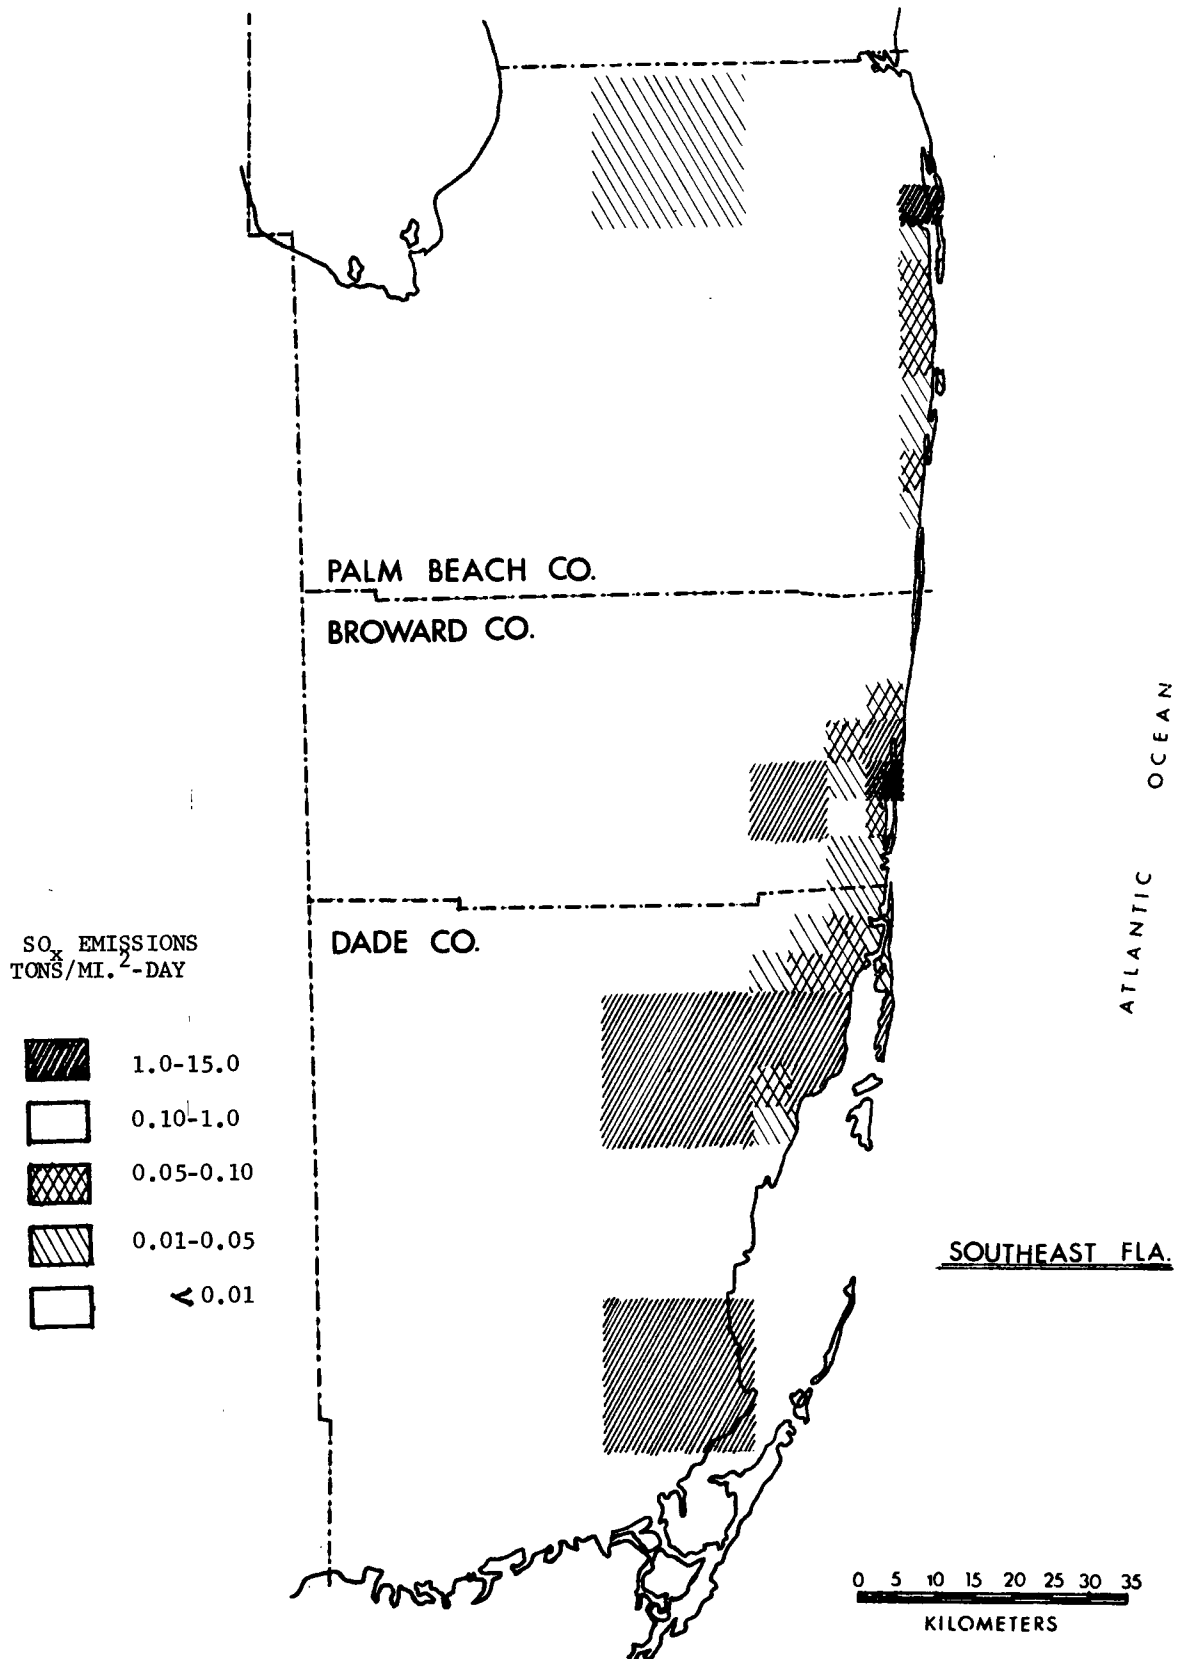 PALM BEACH CO.
BROWARD CO.
DADE CO.
SOx EMISSIONS
TONS/MI.2-DAY
1.0-15.0
0.10-1.0
0.05-0.10
0.01-0.05
< 0.01
ATLANTIC OCEAN
SOUTHEAST FLA.
0 5 10 15 20 25 30 35
KILOMETERS